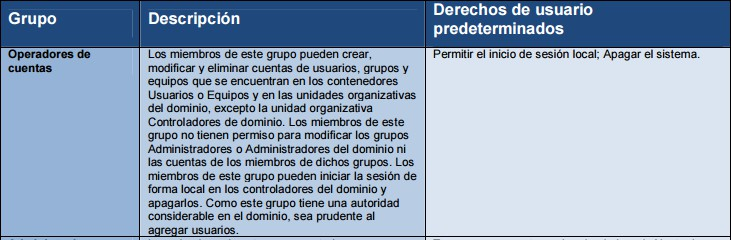 Grupo
Descripción
Derechos de usuario
predeterminados
Operadores de
cuentas
Los miembros de este grupo pueden crear,
modificar y eliminar cuentas de usuarios, grupos y
equipos que se encuentran en los contenedores
Usuarios o Equipos y en las unidades organizativas
del dominio, excepto la unidad organizativa
Controladores de dominio. Los miembros de este
grupo no tienen permiso para modificar los grupos
Administradores o Administradores del dominio ni
las cuentas de los miembros de dichos grupos. Los
miembros de este grupo pueden iniciar la sesión de
forma local en los controladores del dominio y
apagarlos. Como este grupo tiene una autoridad
considerable en el dominio, sea prudente al
agregar usuarios.
Permitir el inicio de sesión local; Apagar el sistema.